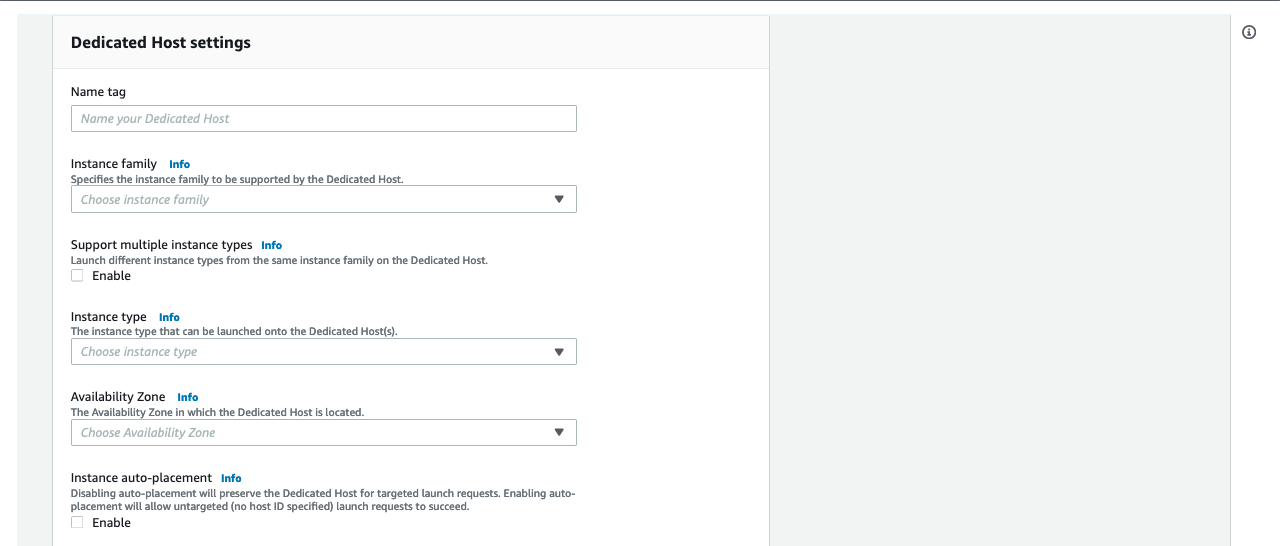 Dedicated Host settings
Name tag
Name your Dedicated Host
Instance family Info
Specifies the instance family to be supported by the Dedicated Host.
Choose instance family
Support multiple instance types Info
Launch different instance types from the same instance family on the Dedicated Host.
Enable
Instance type Info
The instance type that can be launched onto the Dedicated Host(s).
Choose instance type
Availability Zone Info
The Availability Zone in which the Dedicated Host is located.
Choose Availability Zone
Instance auto-placement Info
Disabling auto-placement will preserve the Dedicated Host for targeted launch requests. Enabling auto-
placement will allow untargeted (no host ID specified) launch requests to succeed.
Enable